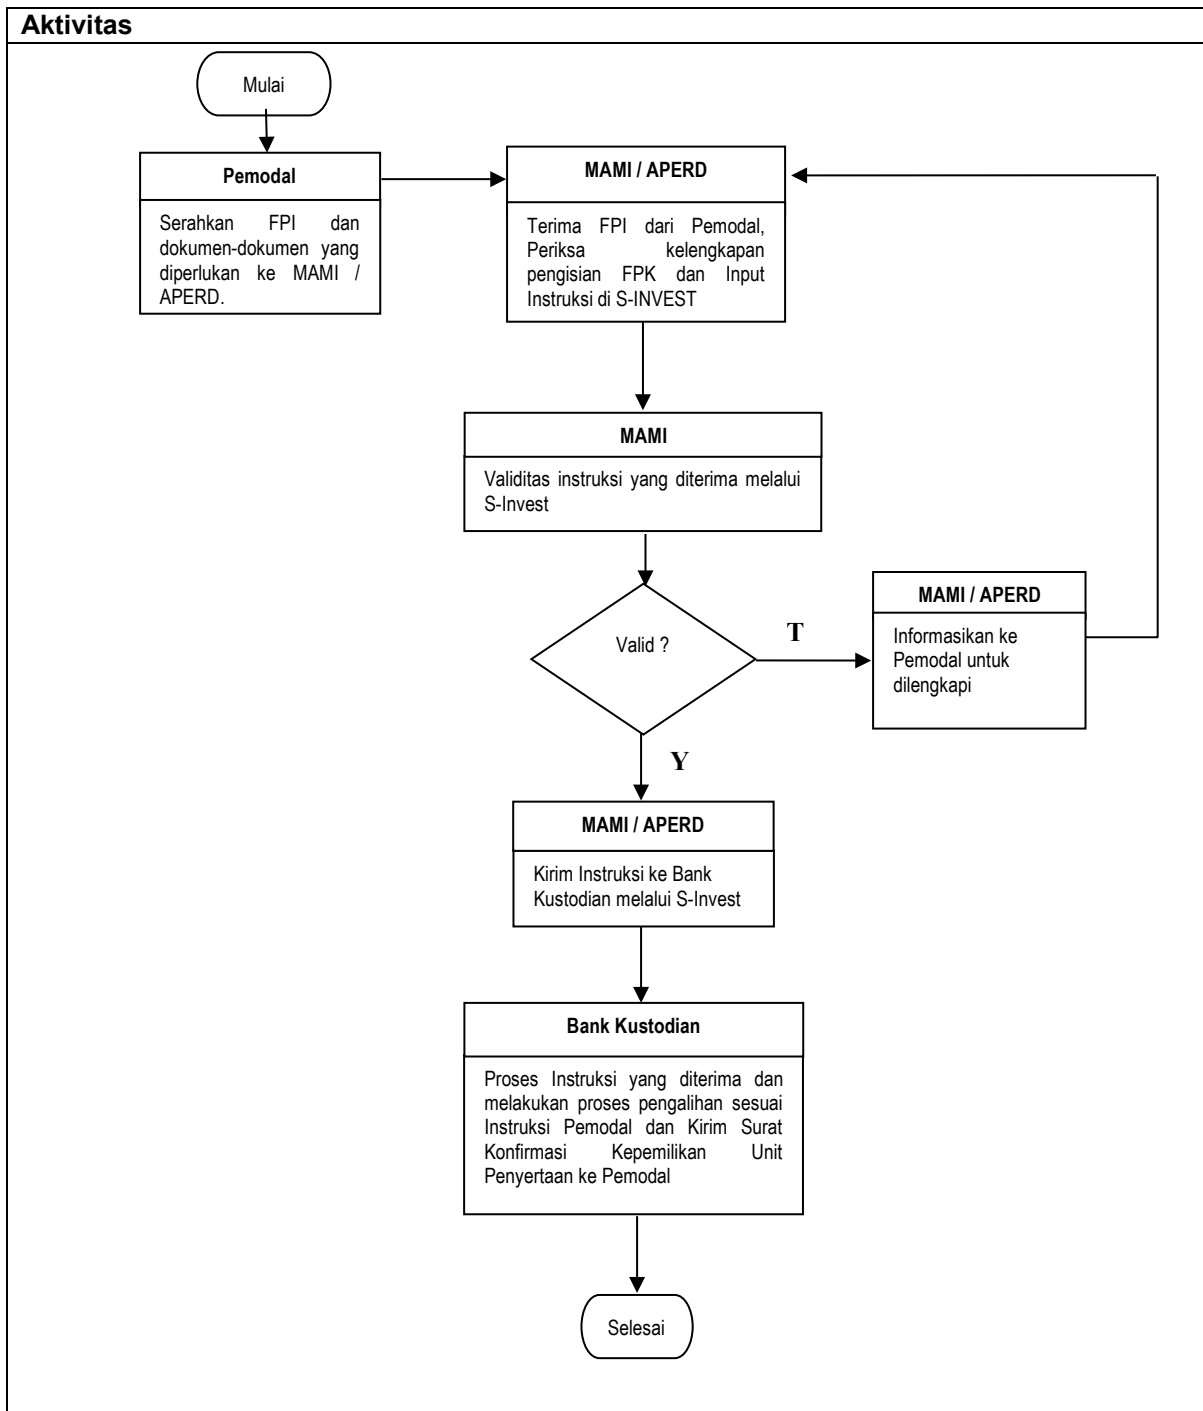 Aktivitas
Mulai
Pemodal
Serahkan FPI dan
dokumen-dokumen yang
diperlukan ke MAMI /
APERD.
MAMI / APERD
Terima FPI dari Pemodal,
Periksa kelengkapan
pengisian FPK dan Input
Instruksi di S-INVEST
MAMI
Validitas instruksi yang diterima melalui
S-Invest
Valid ?
T
MAMI / APERD
Informasikan ke
Pemodal untuk
dilengkapi
Y
MAMI / APERD
Kirim Instruksi ke Bank
Kustodian melalui S-Invest
Bank Kustodian
Proses Instruksi yang diterima dan
melakukan proses pengalihan sesuai
Instruksi Pemodal dan Kirim Surat
Konfirmasi Kepemilikan Unit
Penyertaan ke Pemodal
Selesai